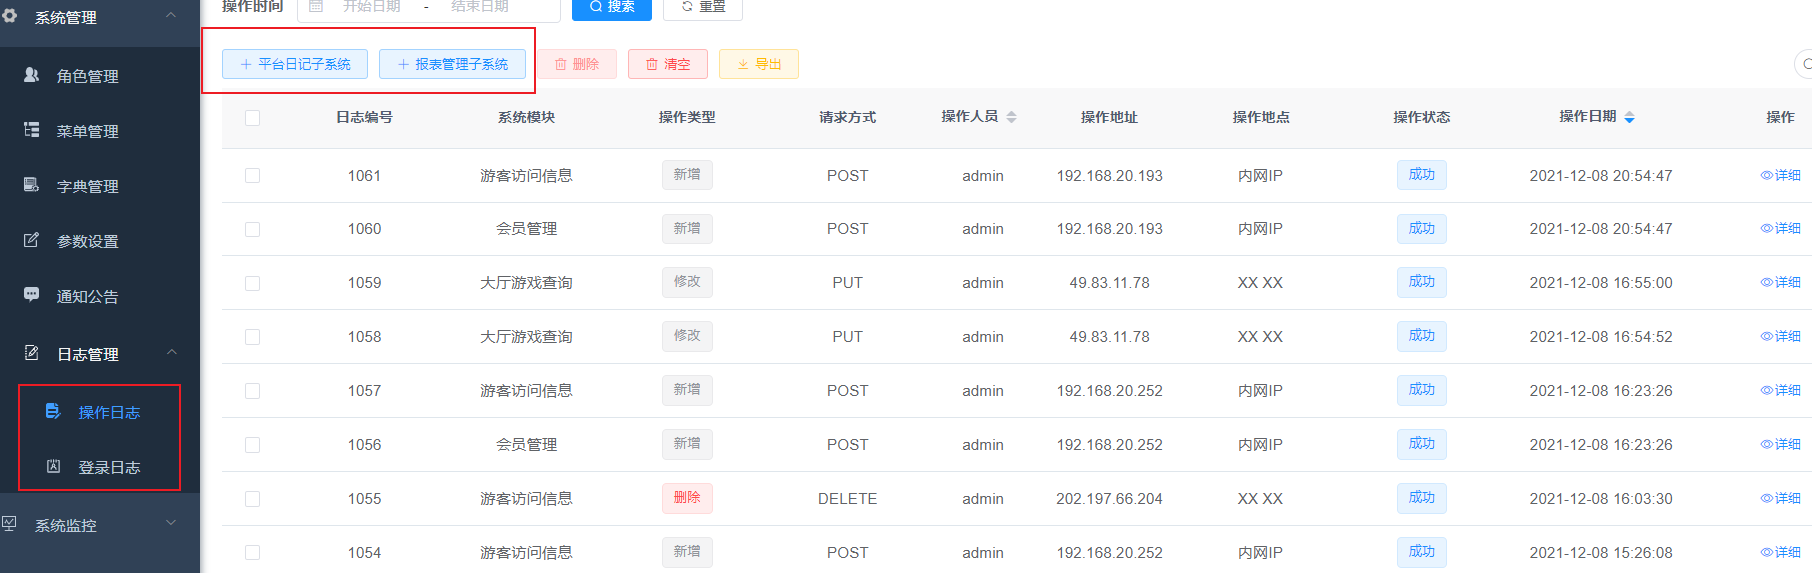 系统管理
操作时间 开始日期 - 结束日期 搜索 重置
平台日记子系统 报表管理子系统 删除 清空 导出
角色管理
菜单管理
字典管理
参数设置
通知公告
日志管理
操作日志
登录日志
系统监控
日志编号 系统模块 操作类型 请求方式 操作人员 操作地址 操作地点 操作状态 操作日期 操作
1061 游客访问信息 新增 POST admin 192.168.20.193 内网IP 成功 2021-12-08 20:54:47 详细
1060 会员管理 新增 POST admin 192.168.20.193 内网IP 成功 2021-12-08 20:54:47 详细
1059 大厅游戏查询 修改 PUT admin 49.83.11.78 XX XX 成功 2021-12-08 16:55:00 详细
1058 大厅游戏查询 修改 PUT admin 49.83.11.78 XX XX 成功 2021-12-08 16:54:52 详细
1057 游客访问信息 新增 POST admin 192.168.20.252 内网IP 成功 2021-12-08 16:23:26 详细
1056 会员管理 新增 POST admin 192.168.20.252 内网IP 成功 2021-12-08 16:23:26 详细
1055 游客访问信息 删除 DELETE admin 202.197.66.204 XX XX 成功 2021-12-08 16:03:30 详细
1054 游客访问信息 新增 POST admin 192.168.20.252 内网IP 成功 2021-12-08 15:26:08 详细